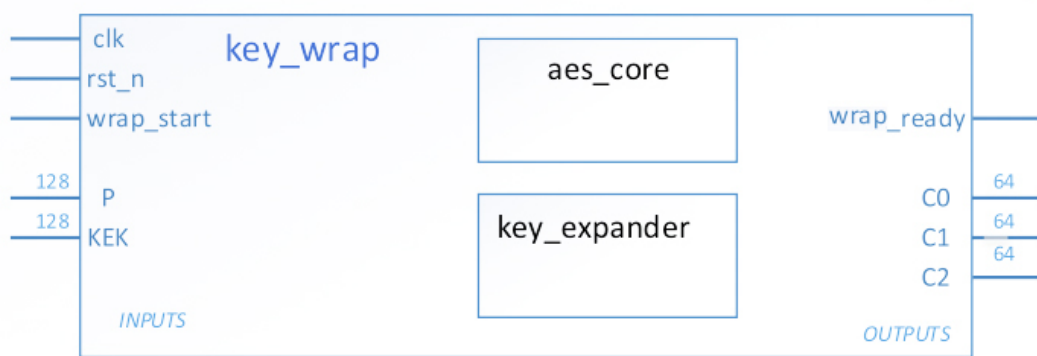 clk
key_wrap
aes_core
rst_n
wrap_start
wrap_ready
128
P
C0
64
128
KEK
key_expander
C1
64
C2
64
INPUTS
OUTPUTS